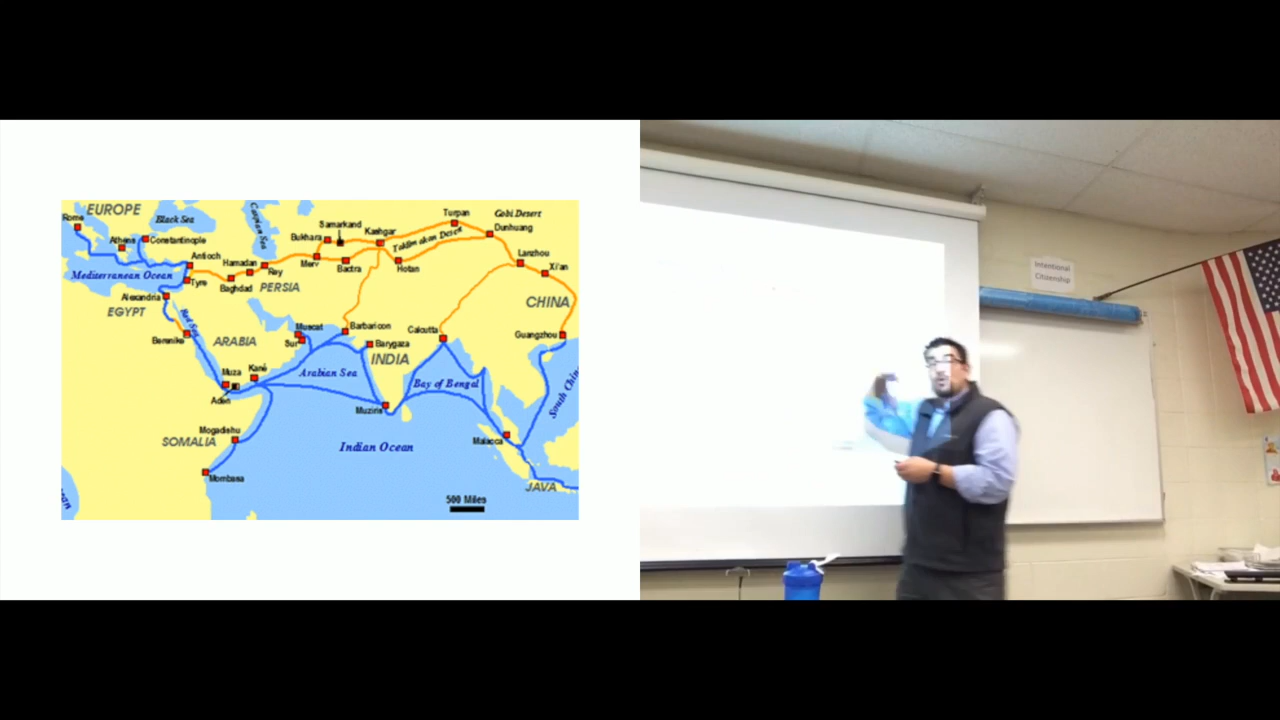 EUROPE
Rome
Black Sea
Caspian Sea
Athens
Constantinople
Antioch
Mediterranean Ocean
Tyre
Alexandria
EGYPT
Baghdad
Hamadan
Rey
PERSIA
Merv
Bukhara
Samarkand
Bactra
Kashgar
Hotan
Taklimakan Desert
Turpan
Gobi Desert
Dunhuang
Lanzhou
Xi'an
CHINA
Guangzhou
Red Sea
Berenike
ARABIA
Muscat
Sur
Barbaricon
Barygaza
INDIA
Calcutta
Muza
Kané
Aden
Arabian Sea
Bay of Bengal
South Chin
Muziris
Mogadishu
SOMALIA
Indian Ocean
Malacca
Mombasa
JAVA
500 Miles
Intentional
Citizenship